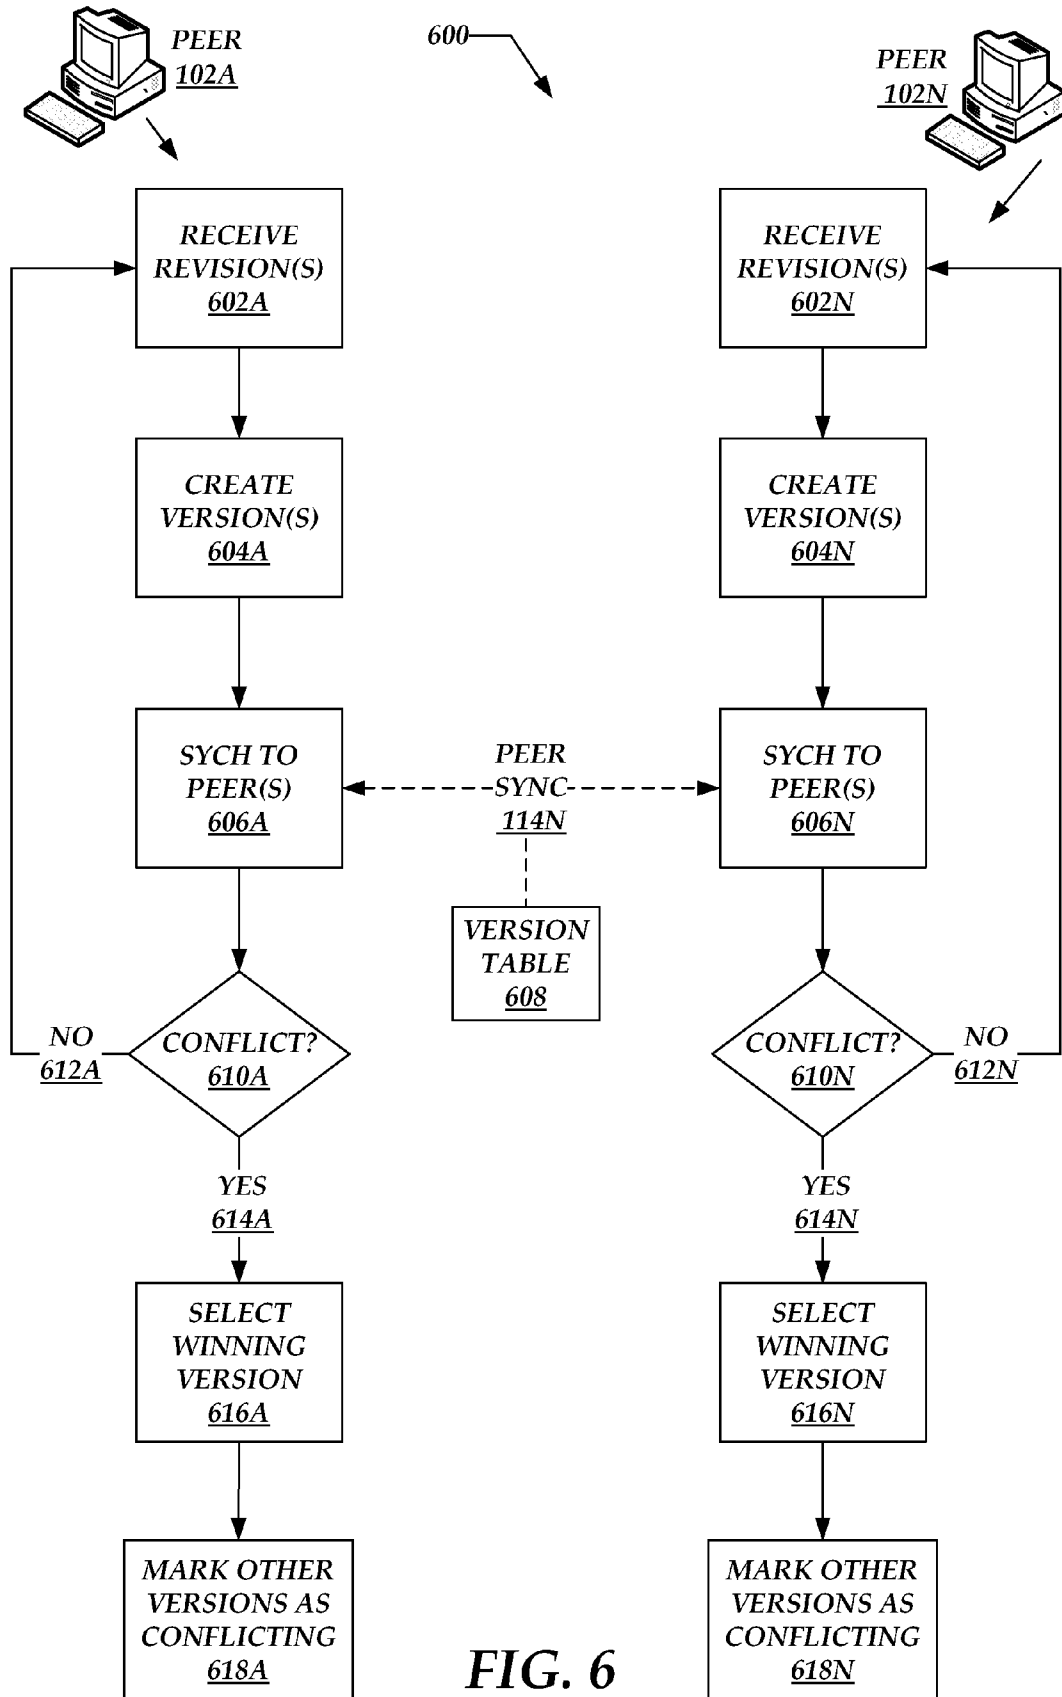 PEER
102A
600
PEER
102N
RECEIVE
REVISION(S)
602A
RECEIVE
REVISION(S)
602N
CREATE
VERSION(S)
604A
CREATE
VERSION(S)
604N
SYCH TO
PEER(S)
606A
PEER
SYNC
114N
SYCH TO
PEER(S)
606N
VERSION
TABLE
608
NO
612A
CONFLICT?
610A
CONFLICT?
610N
NO
612N
YES
614A
YES
614N
SELECT
WINNING
VERSION
616A
SELECT
WINNING
VERSION
616N
MARK OTHER
VERSIONS AS
CONFLICTING
618A
MARK OTHER
VERSIONS AS
CONFLICTING
618N
FIG. 6